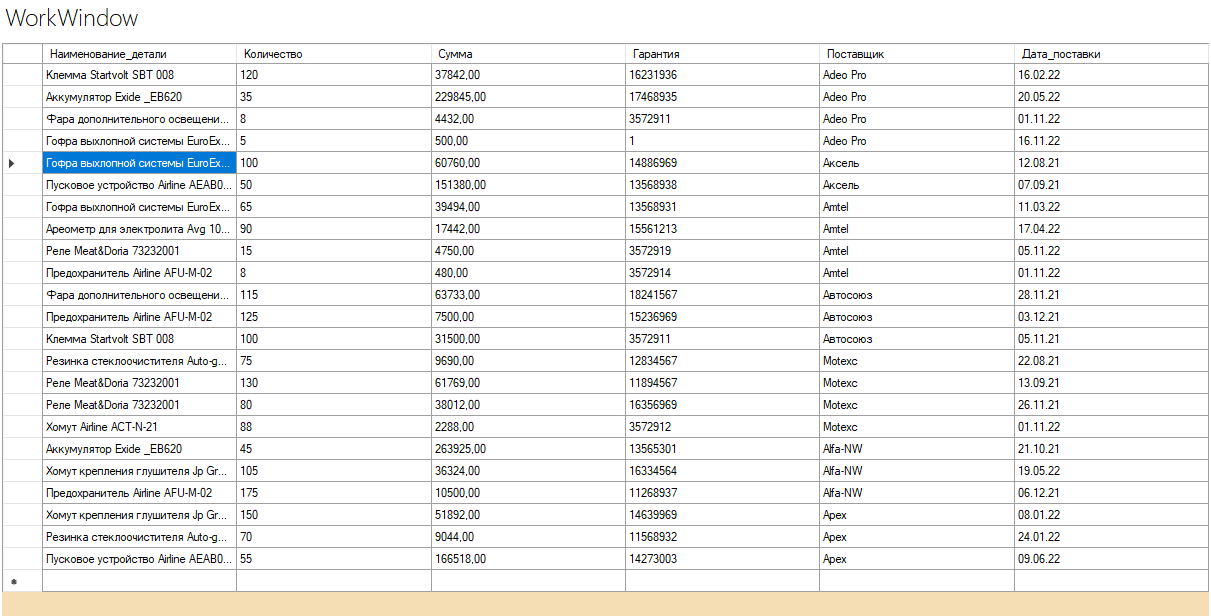 WorkWindow
Наименование_детали Количество Сумма Гарантия Поставщик Дата_поставки
Клемма Startvolt SBT 008 120 37842,00 16231936 Adeo Pro 16.02.22
Аккумулятор Exide _EB620 35 229845,00 17468935 Adeo Pro 20.05.22
Фара дополнительного освещени... 8 4432,00 3572911 Adeo Pro 01.11.22
Гофра выхлопной системы EuroEx... 5 500,00 1 Adeo Pro 16.11.22
Гофра выхлопной системы EuroEx... 100 60760,00 14886969 Аксель 12.08.21
Пусковое устройство Airline AEAB0... 50 151380,00 13568938 Аксель 07.09.21
Гофра выхлопной системы EuroEx... 65 39494,00 13568931 Amtel 11.03.22
Ареометр для электролита Avg 10... 90 17442,00 15561213 Amtel 17.04.22
Реле Meat&Doria 73232001 15 4750,00 3572919 Amtel 05.11.22
Предохранитель Airline AFU-M-02 8 480,00 3572914 Amtel 01.11.22
Фара дополнительного освещени... 115 63733,00 18241567 Автосоюз 28.11.21
Предохранитель Airline AFU-M-02 125 7500,00 15236969 Автосоюз 03.12.21
Клемма Startvolt SBT 008 100 31500,00 3572911 Автосоюз 05.11.21
Резинка стеклоочистителя Auto-g... 75 9690,00 12834567 Motexc 22.08.21
Реле Meat&Doria 73232001 130 61769,00 11894567 Motexc 13.09.21
Реле Meat&Doria 73232001 80 38012,00 16356969 Motexc 26.11.21
Хомут Airline ACT-N-21 88 2288,00 3572912 Motexc 01.11.22
Аккумулятор Exide _EB620 45 263925,00 13565301 Alfa-NW 21.10.21
Хомут крепления глушителя Jp Gr... 105 36324,00 16334564 Alfa-NW 19.05.22
Предохранитель Airline AFU-M-02 175 10500,00 11268937 Alfa-NW 06.12.21
Хомут крепления глушителя Jp Gr... 150 51892,00 14639969 Apex 08.01.22
Резинка стеклоочистителя Auto-g... 70 9044,00 11568932 Apex 24.01.22
Пусковое устройство Airline AEAB0... 55 166518,00 14273003 Apex 09.06.22